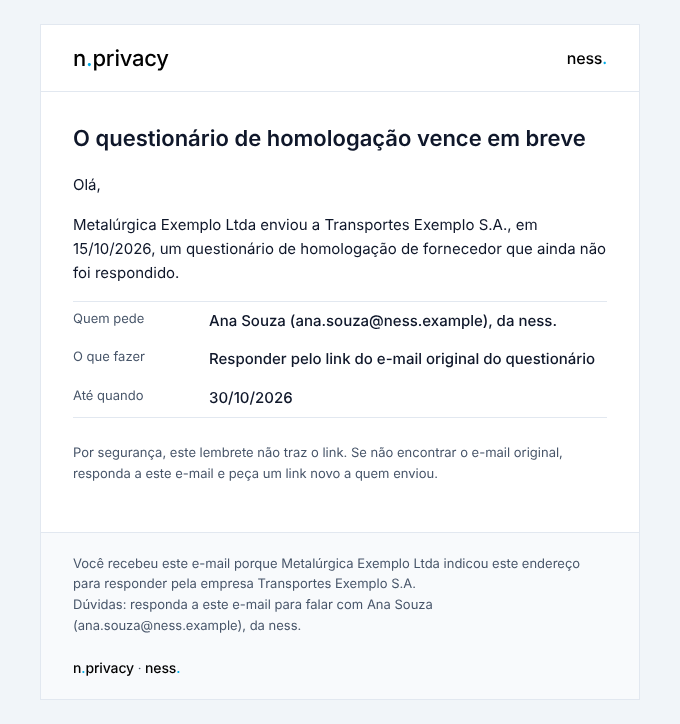 n.privacy
ness.
O questionário de homologação vence em breve
Olá,
Metalúrgica Exemplo Ltda enviou a Transportes Exemplo S.A., em
15/10/2026, um questionário de homologação de fornecedor que ainda não
foi respondido.
Quem pede
Ana Souza (ana.souza@ness.example), da ness.
O que fazer
Responder pelo link do e-mail original do questionário
Até quando
30/10/2026
Por segurança, este lembrete não traz o link. Se não encontrar o e-mail original,
responda a este e-mail e peça um link novo a quem enviou.
Você recebeu este e-mail porque Metalúrgica Exemplo Ltda indicou este endereço
para responder pela empresa Transportes Exemplo S.A.
Dúvidas: responda a este e-mail para falar com Ana Souza
(ana.souza@ness.example), da ness.
n.privacy · ness.